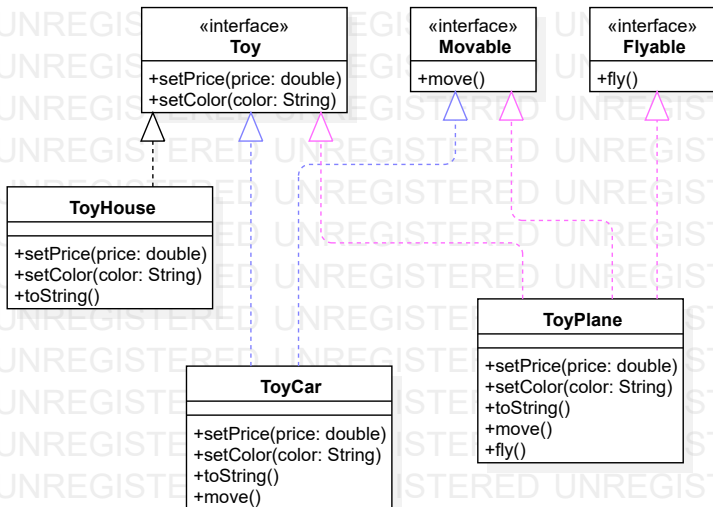 «interface»
Toy
+setPrice(price: double)
+setColor(color: String)
«interface»
Movable
+move()
«interface»
Flyable
+fly()
ToyHouse
+setPrice(price: double)
+setColor(color: String)
+toString()
ToyCar
+setPrice(price: double)
+setColor(color: String)
+toString()
+move()
ToyPlane
+setPrice(price: double)
+setColor(color: String)
+toString()
+move()
+fly()
UNREGISTERED